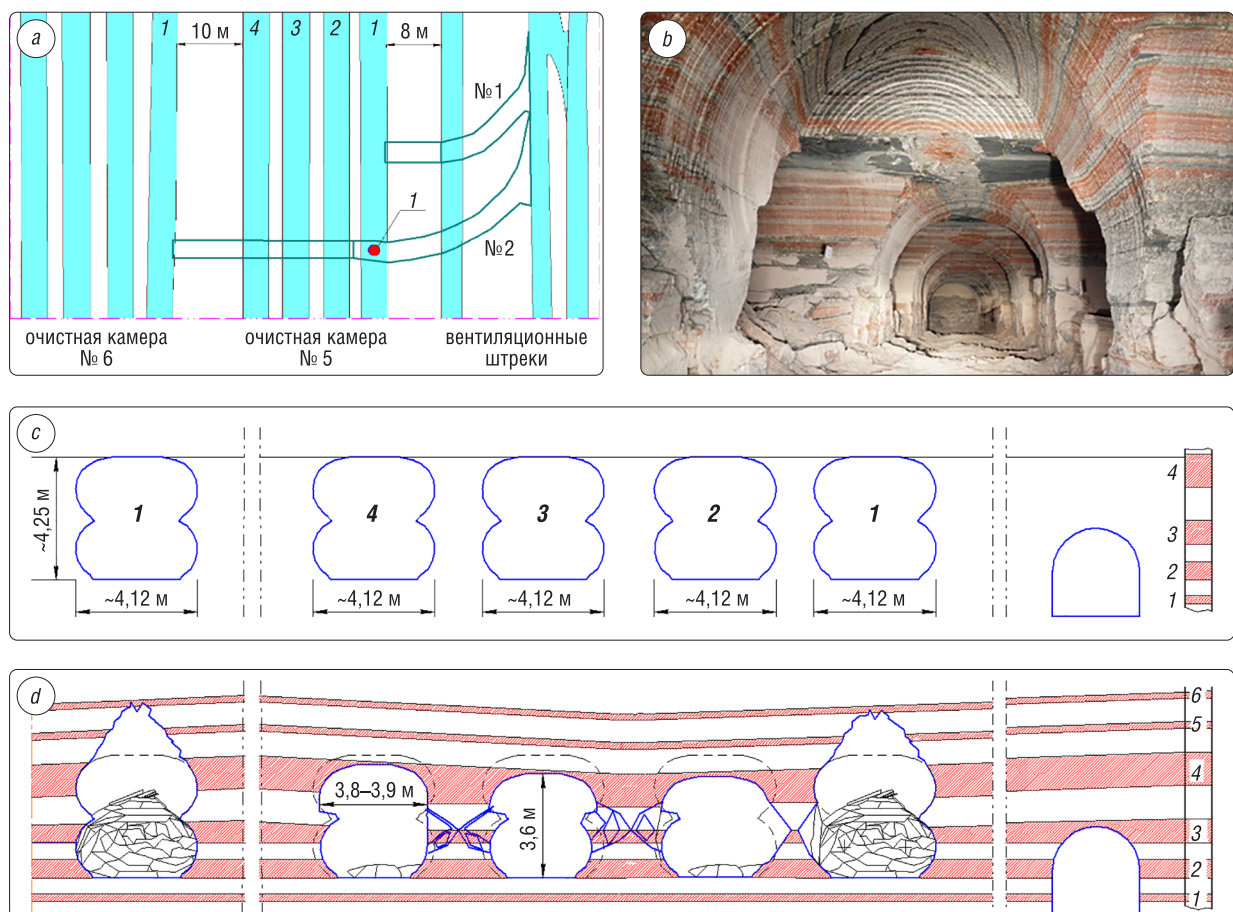 a
1
10 м
4
3
2
1
8 м
№1
1
№2
очистная камера
№ 6
очистная камера
№ 5
вентиляционные
штреки
b
c
~4,25 м
1
4
3
2
1
~4,12 м
~4,12 м
~4,12 м
~4,12 м
~4,12 м
4
3
2
1
d
3,8–3,9 м
3,6 м
6
5
4
3
2
1